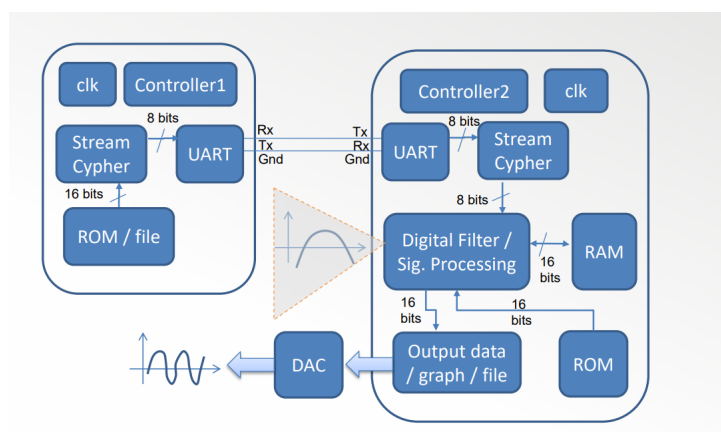 clk
Controller1
8 bits
Stream
Cypher
UART
16 bits
ROM / file
Rx
Tx
Gnd
Tx
Rx
Gnd
Controller2
clk
8 bits
UART
Stream
Cypher
8 bits
Digital Filter /
Sig. Processing
16
bits
RAM
16
bits
16
bits
Output data
/ graph / file
ROM
DAC